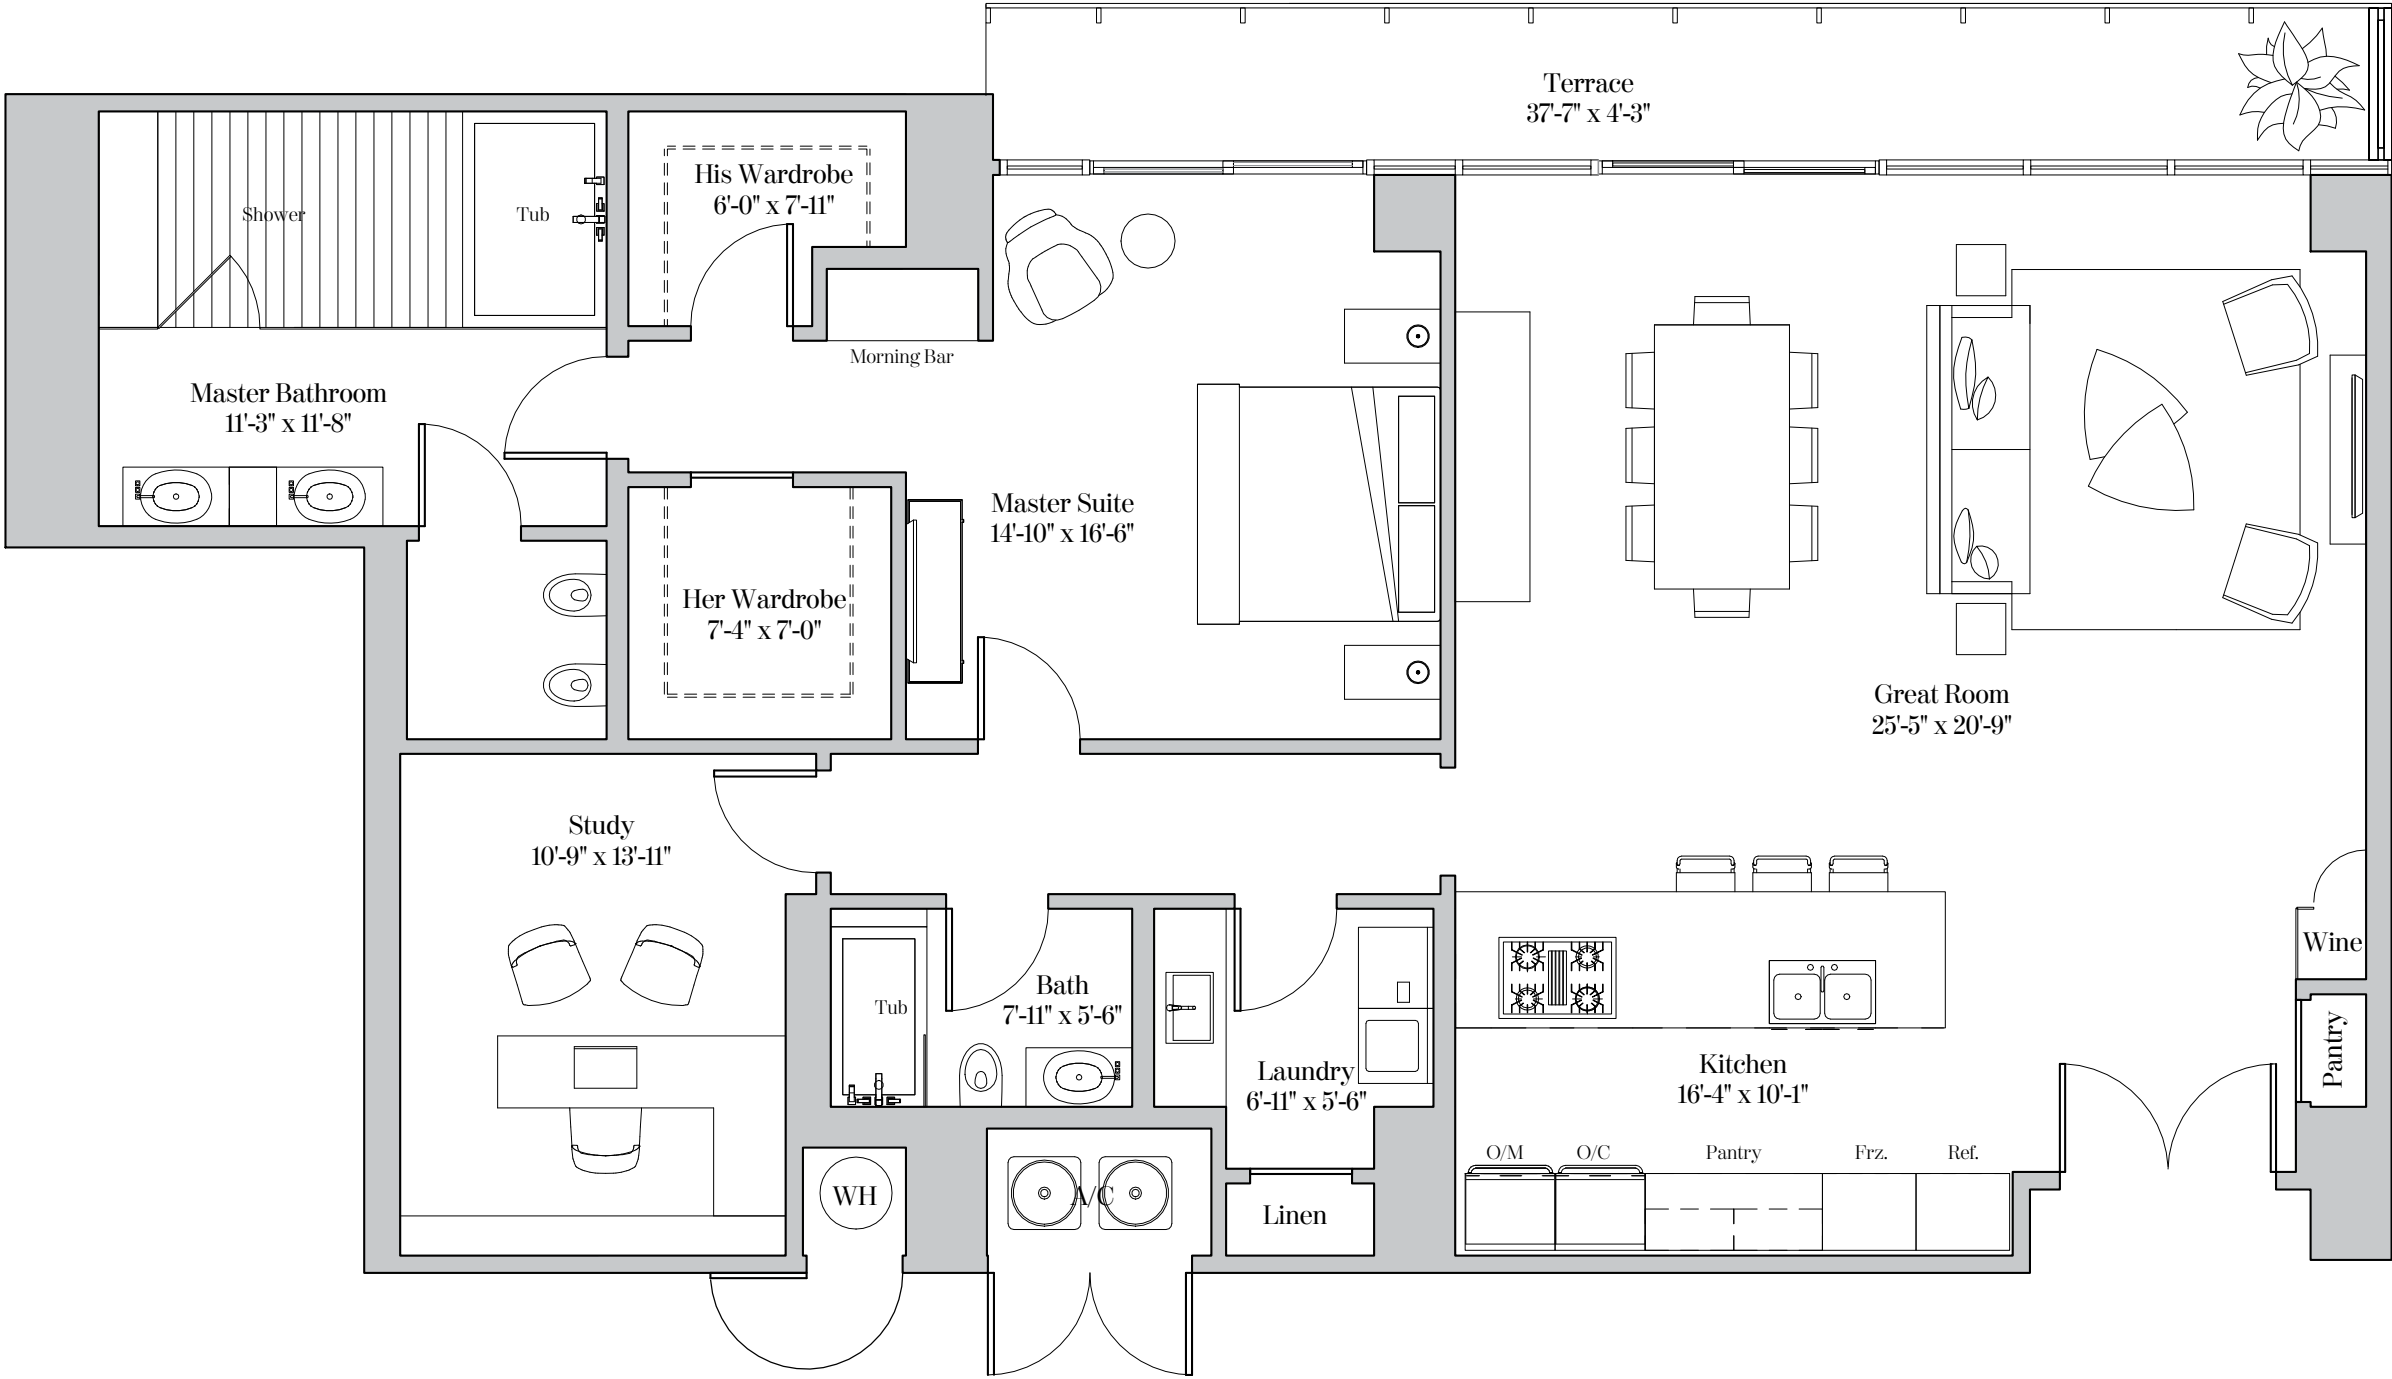 Terrace
37'-7" x 4'-3"
His Wardrobe
6'-0" x 7'-11"
Shower
Tub
Morning Bar
Master Bathroom
11'-3" x 11'-8"
Master Suite
14'-10" x 16'-6"
Her Wardrobe
7'-4" x 7'-0"
Great Room
25'-5" x 20'-9"
Study
10'-9" x 13'-11"
Wine
Bath
7'-11" x 5'-6"
Tub
Laundry
6'-11" x 5'-6"
Kitchen
16'-4" x 10'-1"
Pantry
O/M
O/C
Pantry
Frz.
Ref.
WH
A/C
Linen